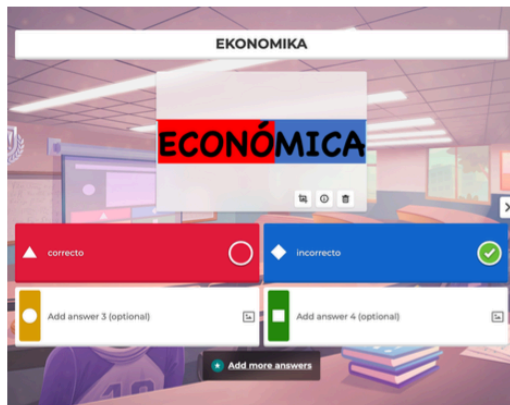 EKONOMIKA
ECONÓMICA
correcto
incorrecto
Add answer 3 (optional)
Add answer 4 (optional)
Add more answers